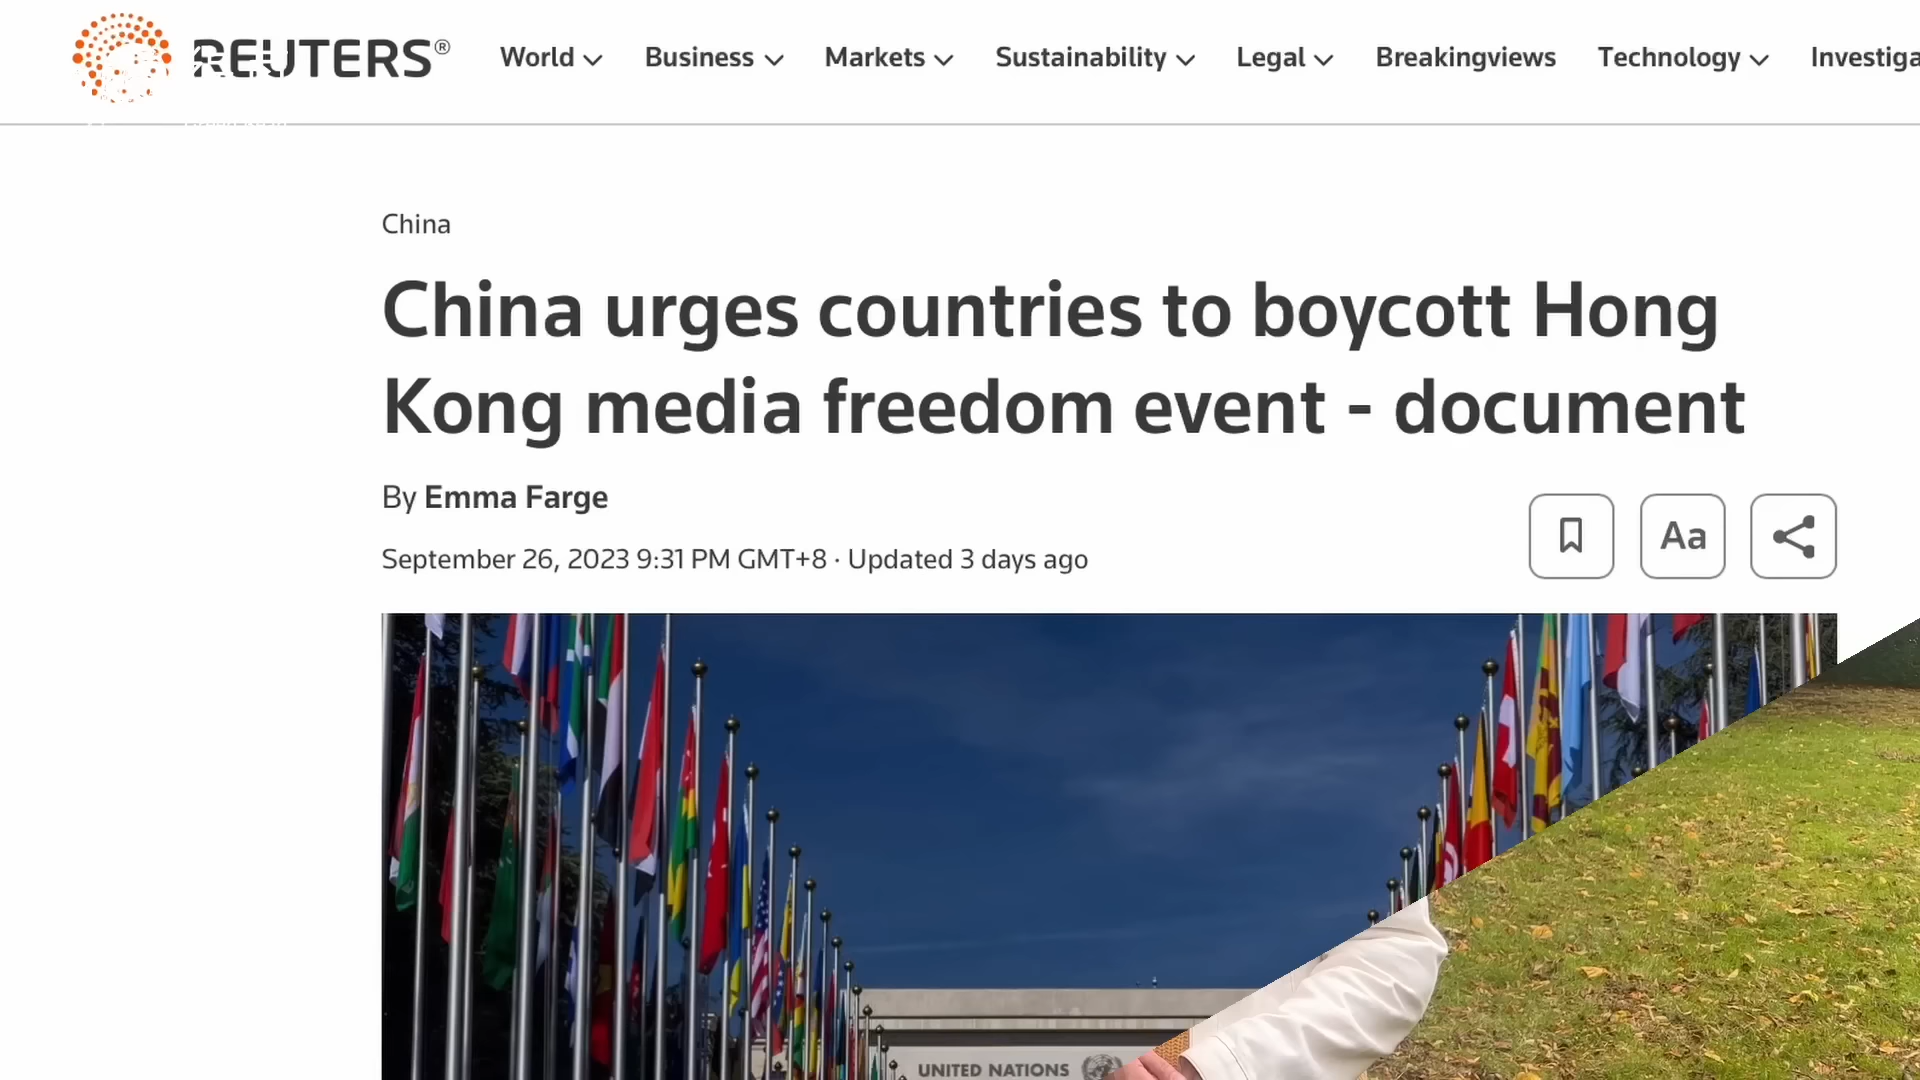 REUTERS®
World Business Markets Sustainability Legal Breakingviews Technology Investiga
China
China urges countries to boycott Hong
Kong media freedom event - document
By Emma Farge
September 26, 2023 9:31 PM GMT+8 · Updated 3 days ago
Aa
UNITED NATIONS